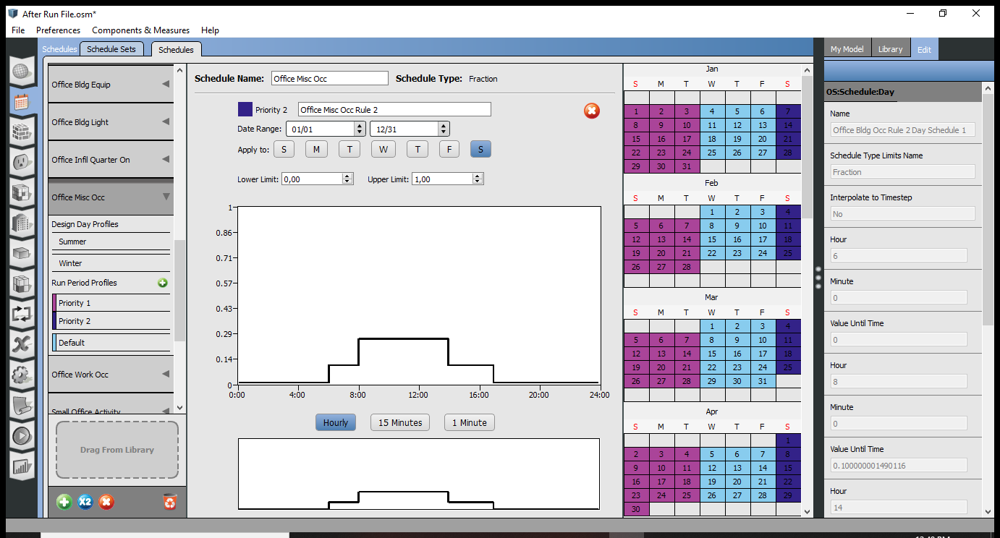 After Run File.osm*
File Preferences Components & Measures Help
Schedules Schedule Sets Schedules
My Model Library Edit
Office Bldg Equip
Office Bldg Light
Office Infil Quarter On
Office Misc Occ
Design Day Profiles
Summer
Winter
Run Period Profiles
Priority 1
Priority 2
Default
Office Work Occ
Small Office Activity
Drag From Library
X2
Schedule Name: Office Misc Occ Schedule Type: Fraction
Priority 2 Office Misc Occ Rule 2
Date Range: 01/01 12/31
Apply to: S M T W T F S
Lower Limit: 0,00 Upper Limit: 1,00
1
0.86
0.71
0.57
0.43
0.29
0.14
0
0:00 4:00 8:00 12:00 16:00 20:00 24:00
Hourly 15 Minutes 1 Minute
Jan
S M T W T F S
1 2 3 4 5 6 7
8 9 10 11 12 13 14
15 16 17 18 19 20 21
22 23 24 25 26 27 28
29 30 31
Feb
S M T W T F S
1 2 3 4
5 6 7 8 9 10 11
12 13 14 15 16 17 18
19 20 21 22 23 24 25
26 27 28
Mar
S M T W T F S
1 2 3 4
5 6 7 8 9 10 11
12 13 14 15 16 17 18
19 20 21 22 23 24 25
26 27 28 29 30 31
Apr
S M T W T F S
1
2 3 4 5 6 7 8
9 10 11 12 13 14 15
16 17 18 19 20 21 22
23 24 25 26 27 28 29
30
OS:Schedule:Day
Name
Office Bldg Occ Rule 2 Day Schedule 1
Schedule Type Limits Name
Fraction
Interpolate to Timestep
No
Hour
6
Minute
0
Value Until Time
0
Hour
8
Minute
0
Value Until Time
0.100000001490116
Hour
14